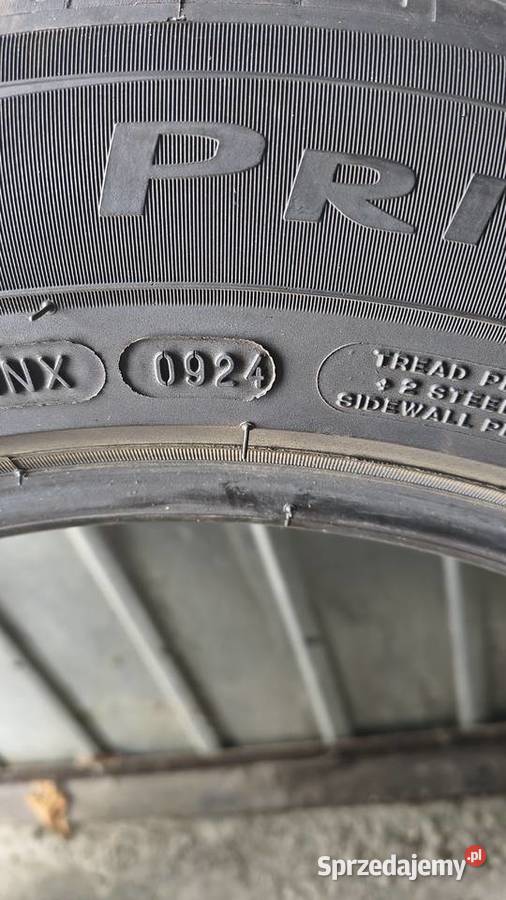 PRI
NX
0924
TREAD P
+ 2 STEE
SIDEWALL P
Sprzedajemy.pl